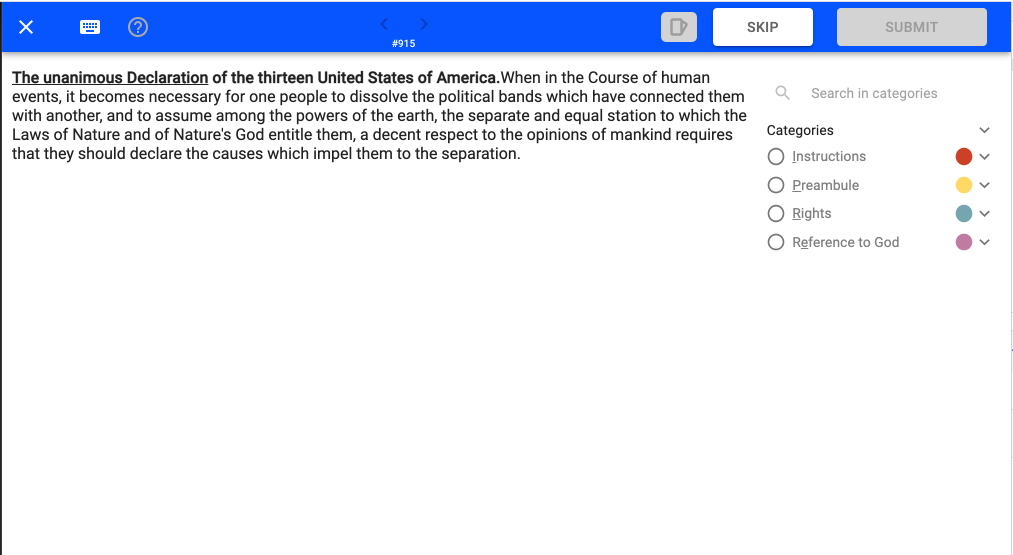 SKIP
SUBMIT
#915
The unanimous Declaration of the thirteen United States of America.When in the Course of human
events, it becomes necessary for one people to dissolve the political bands which have connected them
with another, and to assume among the powers of the earth, the separate and equal station to which the
Laws of Nature and of Nature's God entitle them, a decent respect to the opinions of mankind requires
that they should declare the causes which impel them to the separation.
Search in categories
Categories
Instructions
Preambule
Rights
Reference to God